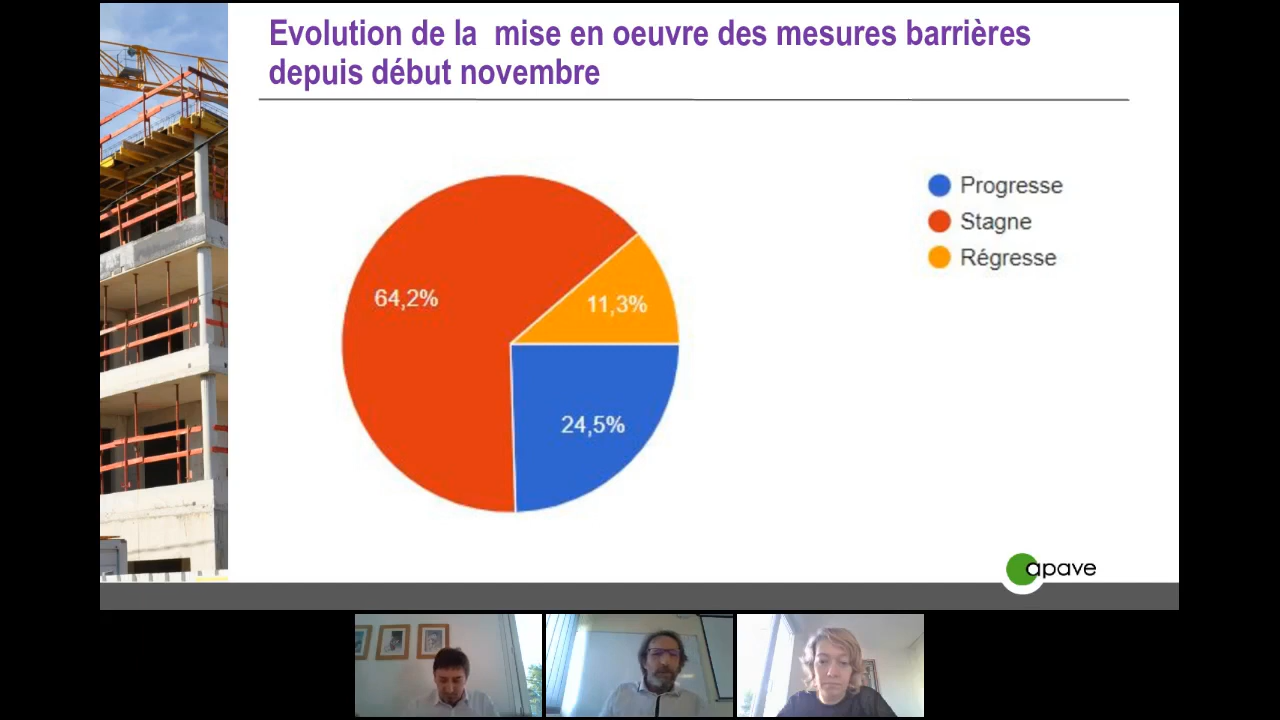 Evolution de la  mise en oeuvre des mesures barrières
depuis début novembre
Progresse
Stagne
Régresse
64,2%
11,3%
24,5%
apave